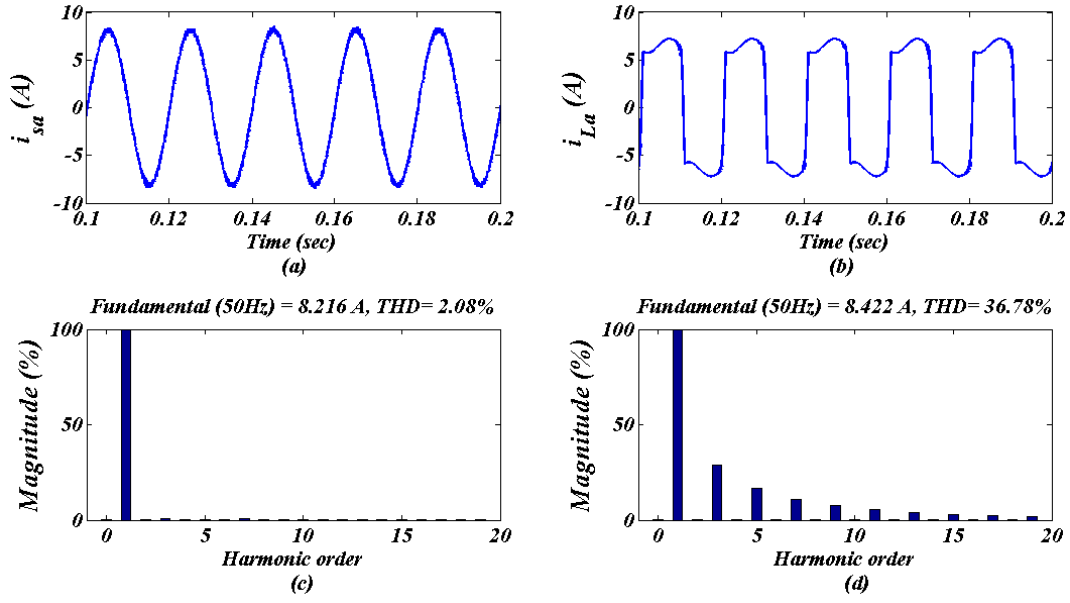 10
5
0
-5
-10
i sa (A)
0.1 0.12 0.14 0.16 0.18 0.2
Time (sec)
(a)
10
5
0
-5
-10
i La (A)
0.1 0.12 0.14 0.16 0.18 0.2
Time (sec)
(b)
Fundamental (50Hz) = 8.216 A, THD= 2.08%
100
50
0
Magnitude (%)
0 5 10 15 20
Harmonic order
(c)
Fundamental (50Hz) = 8.422 A, THD= 36.78%
100
50
0
Magnitude (%)
0 5 10 15 20
Harmonic order
(d)